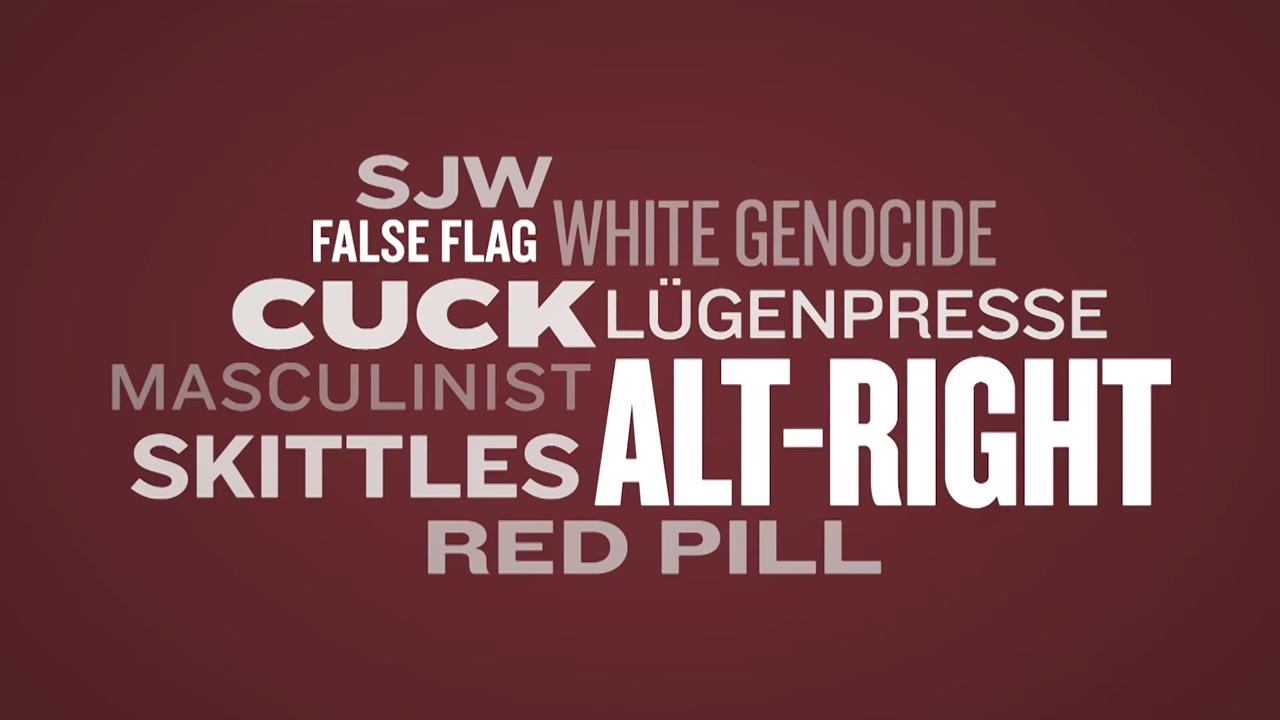 SJW
FALSE FLAG
WHITE GENOCIDE
CUCK
LÜGENPRESSE
MASCULINIST
ALT-RIGHT
SKITTLES
RED PILL